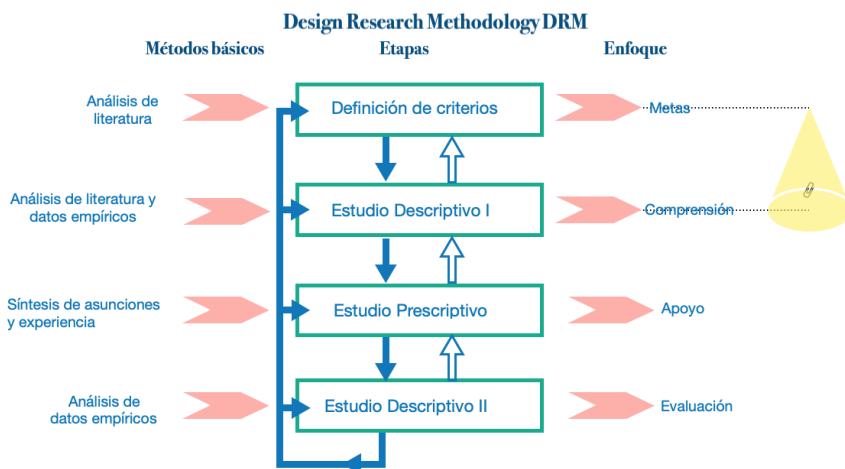 Design Research Methodology DRM
Métodos básicos
Etapas
Enfoque
Análisis de
literatura
Definición de criterios
Metas
Análisis de literatura y
datos empíricos
Estudio Descriptivo I
Comprensión
Síntesis de asunciones
y experiencia
Estudio Prescriptivo
Apoyo
Análisis de
datos empíricos
Estudio Descriptivo II
Evaluación